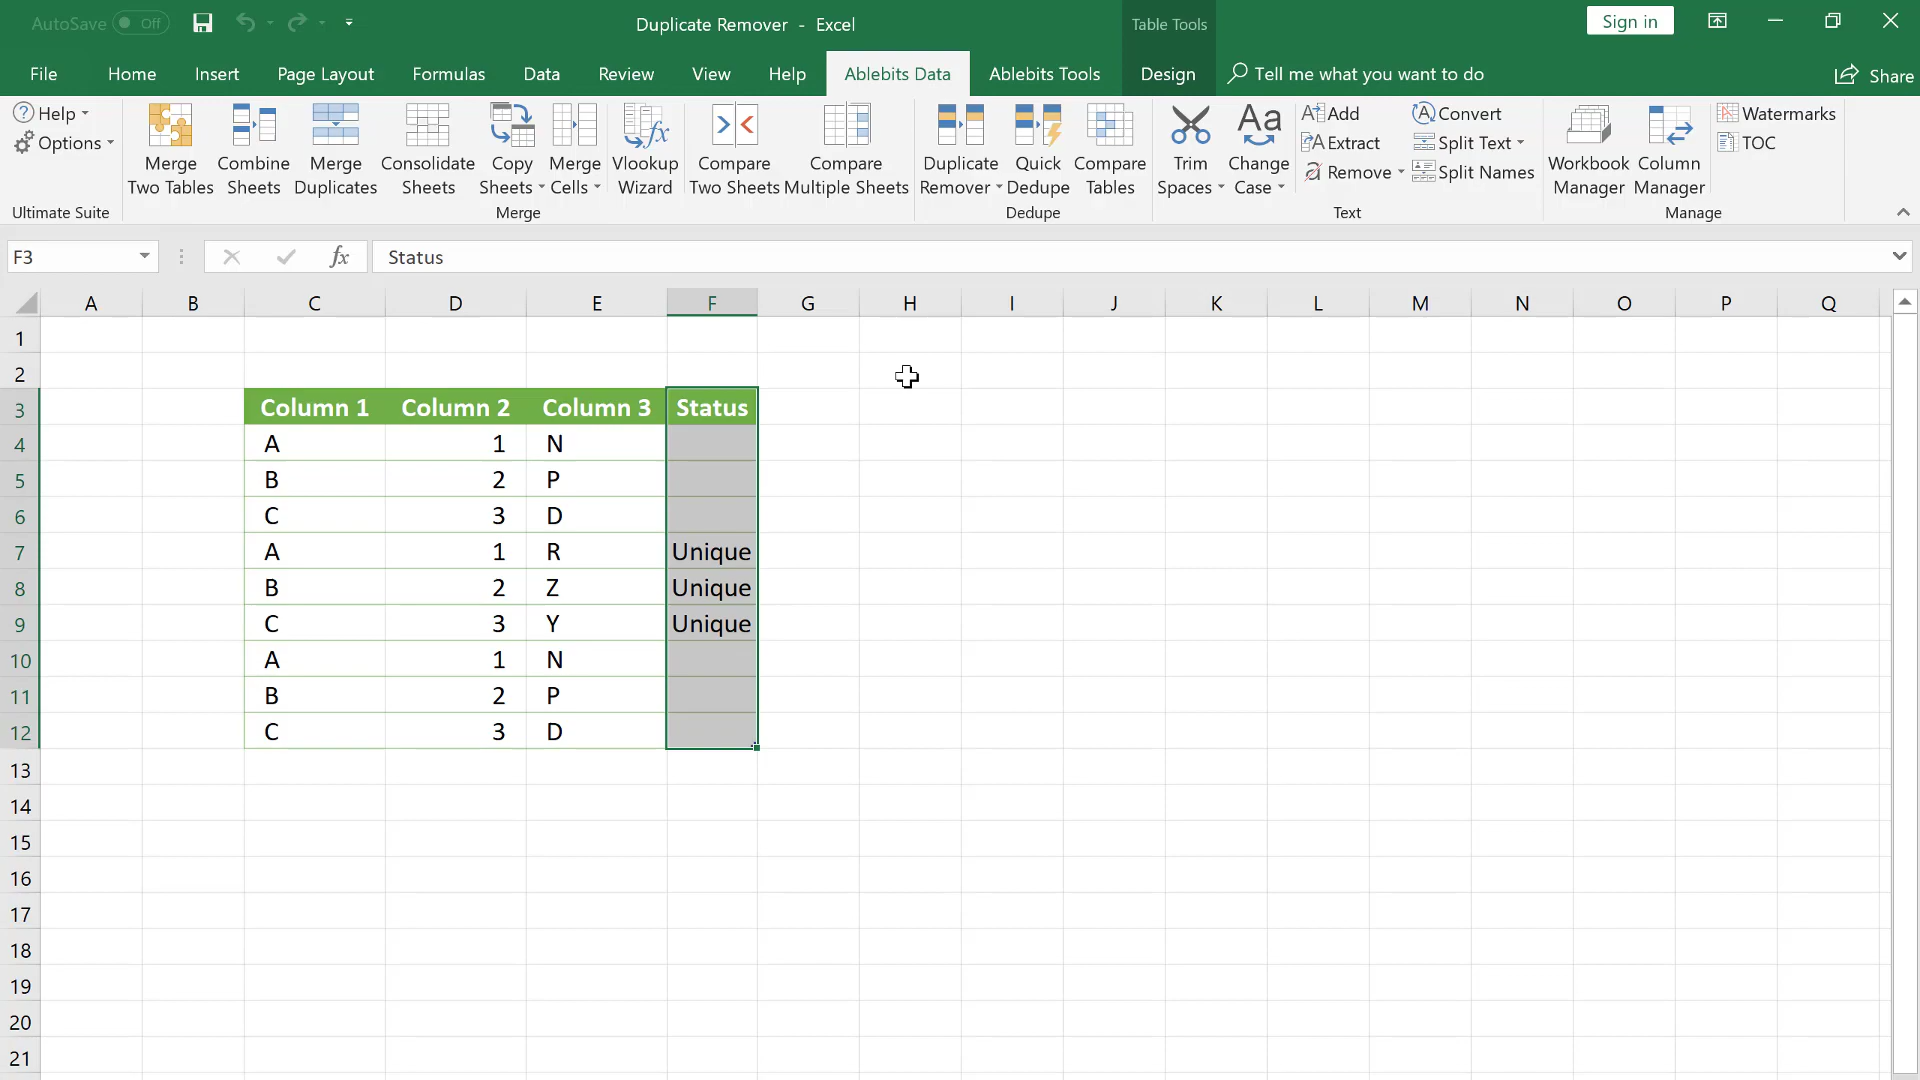 AutoSave Off
Duplicate Remover - Excel
Table Tools
Sign in
File Home Insert Page Layout Formulas Data Review View Help Ablebits Data Ablebits Tools Design Tell me what you want to do Share
Help
Options
Ultimate Suite
Merge Two Tables
Combine Sheets
Merge Duplicates
Consolidate Sheets
Copy Sheets
Merge Cells
Vlookup Wizard
Compare Two Sheets
Compare Multiple Sheets
Merge
Duplicate Remover
Quick Dedupe
Compare Tables
Dedupe
Trim Spaces
Aa
Change Case
Add
Extract
Remove
Convert
Split Text
Split Names
Text
Workbook Manager
Column Manager
Watermarks
TOC
Manage
F3 fx Status
A B C D E F G H I J K L M N O P Q
1
2
3 Column 1 Column 2 Column 3 Status
4 A 1 N
5 B 2 P
6 C 3 D
7 A 1 R Unique
8 B 2 Z Unique
9 C 3 Y Unique
10 A 1 N
11 B 2 P
12 C 3 D
13
14
15
16
17
18
19
20
21